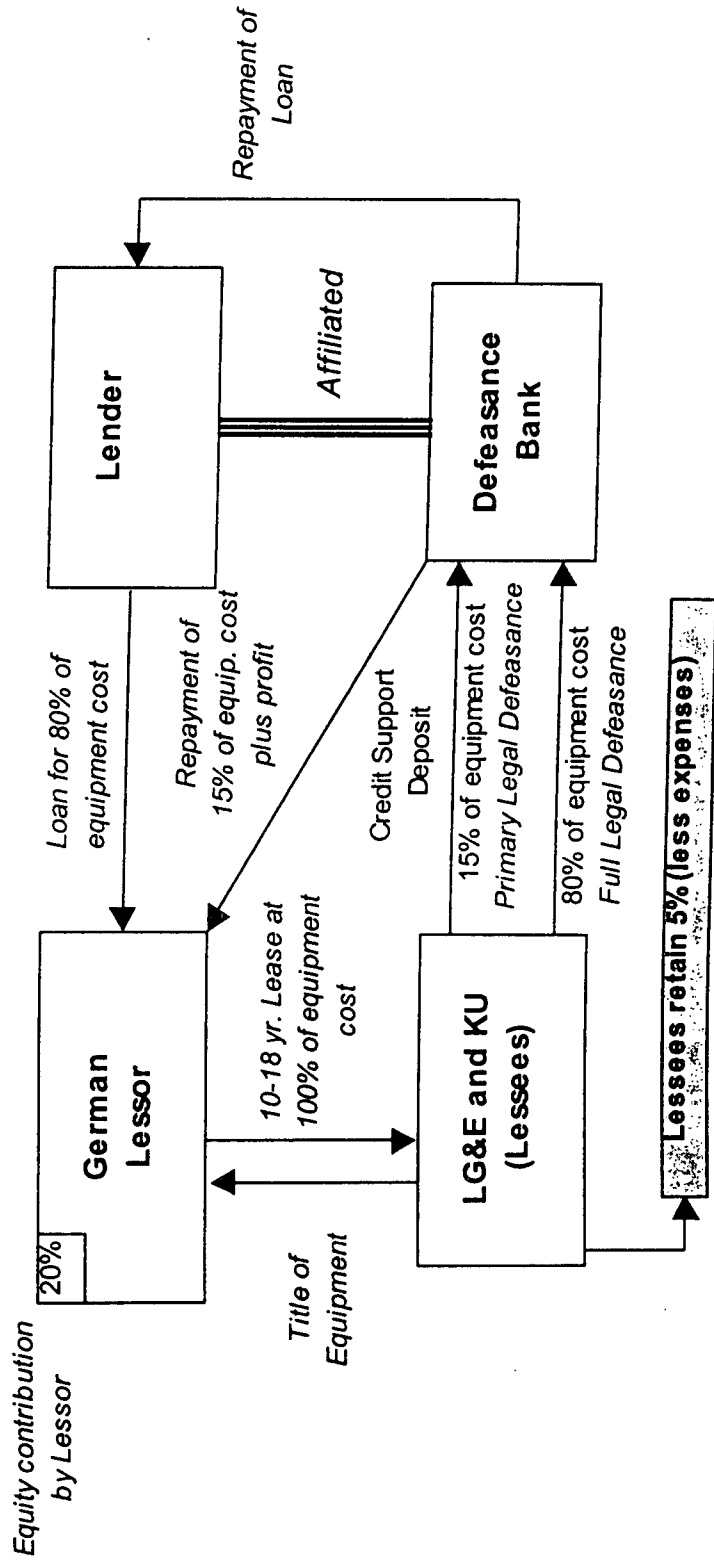 Equity contribution
by Lessor
20%
German
Lessor
Loan for 80% of
equipment cost
Lender
Repayment of
15% of equip. cost
plus profit
Repayment of
Loan
Affiliated
Title of
Equipment
10-18 yr. Lease at
100% of equipment
cost
Credit Support
Deposit
LG&E and KU
(Lessees)
15% of equipment cost
Primary Legal Defeasance
80% of equipment cost
Full Legal Defeasance
Defeasance
Bank
Lessees retain 5% (less expenses)